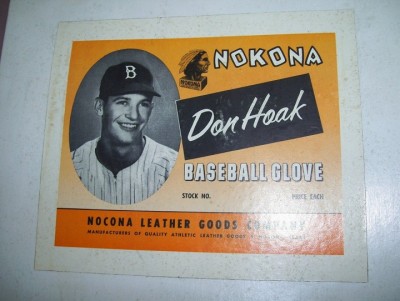 NOKONA
B
Don Hoak
BASEBALL GLOVE
STOCK NO. PRICE EACH
NOCONA LEATHER GOODS COMPANY
MANUFACTURERS OF QUALITY ATHLETIC LEATHER GOODS